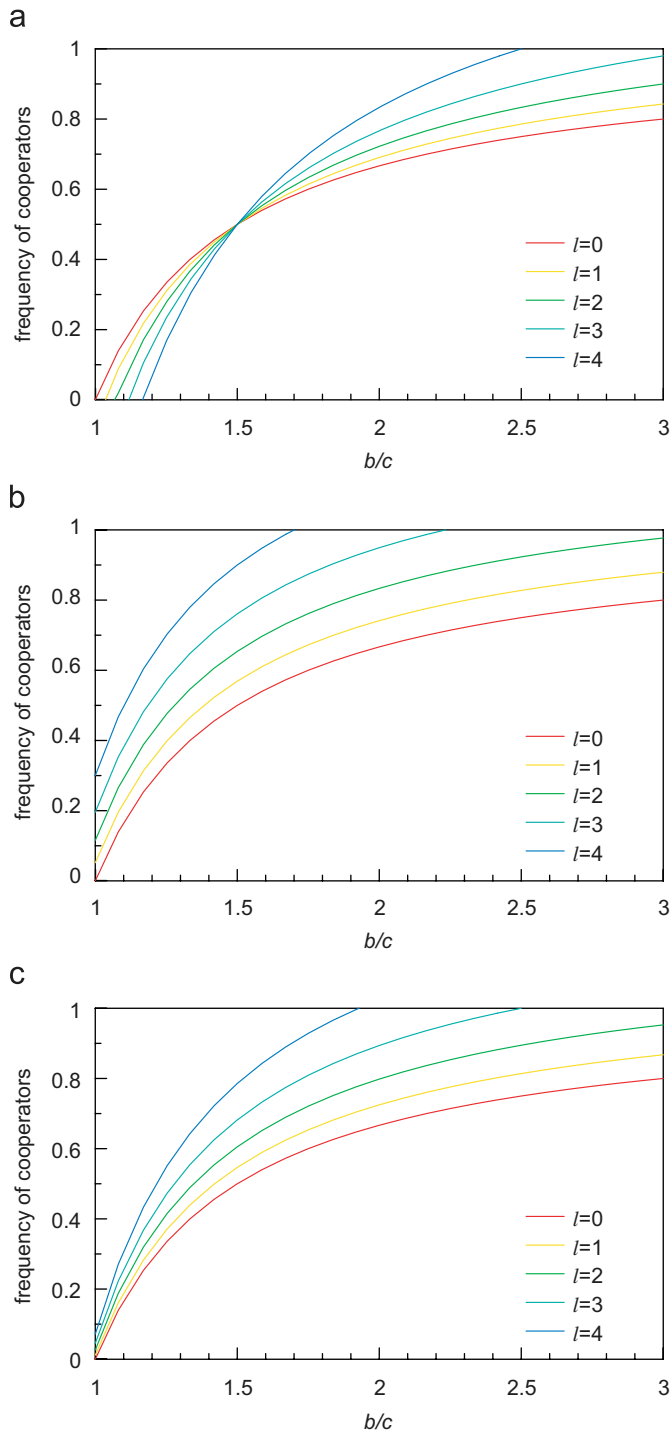 a
1
0.8
0.6
0.4
0.2
0
frequency of cooperators
l=0
l=1
l=2
l=3
l=4
1 1.5 2 2.5 3
b/c
b
1
0.8
0.6
0.4
0.2
0
frequency of cooperators
l=0
l=1
l=2
l=3
l=4
1 1.5 2 2.5 3
b/c
c
1
0.8
0.6
0.4
0.2
0
frequency of cooperators
l=0
l=1
l=2
l=3
l=4
1 1.5 2 2.5 3
b/c